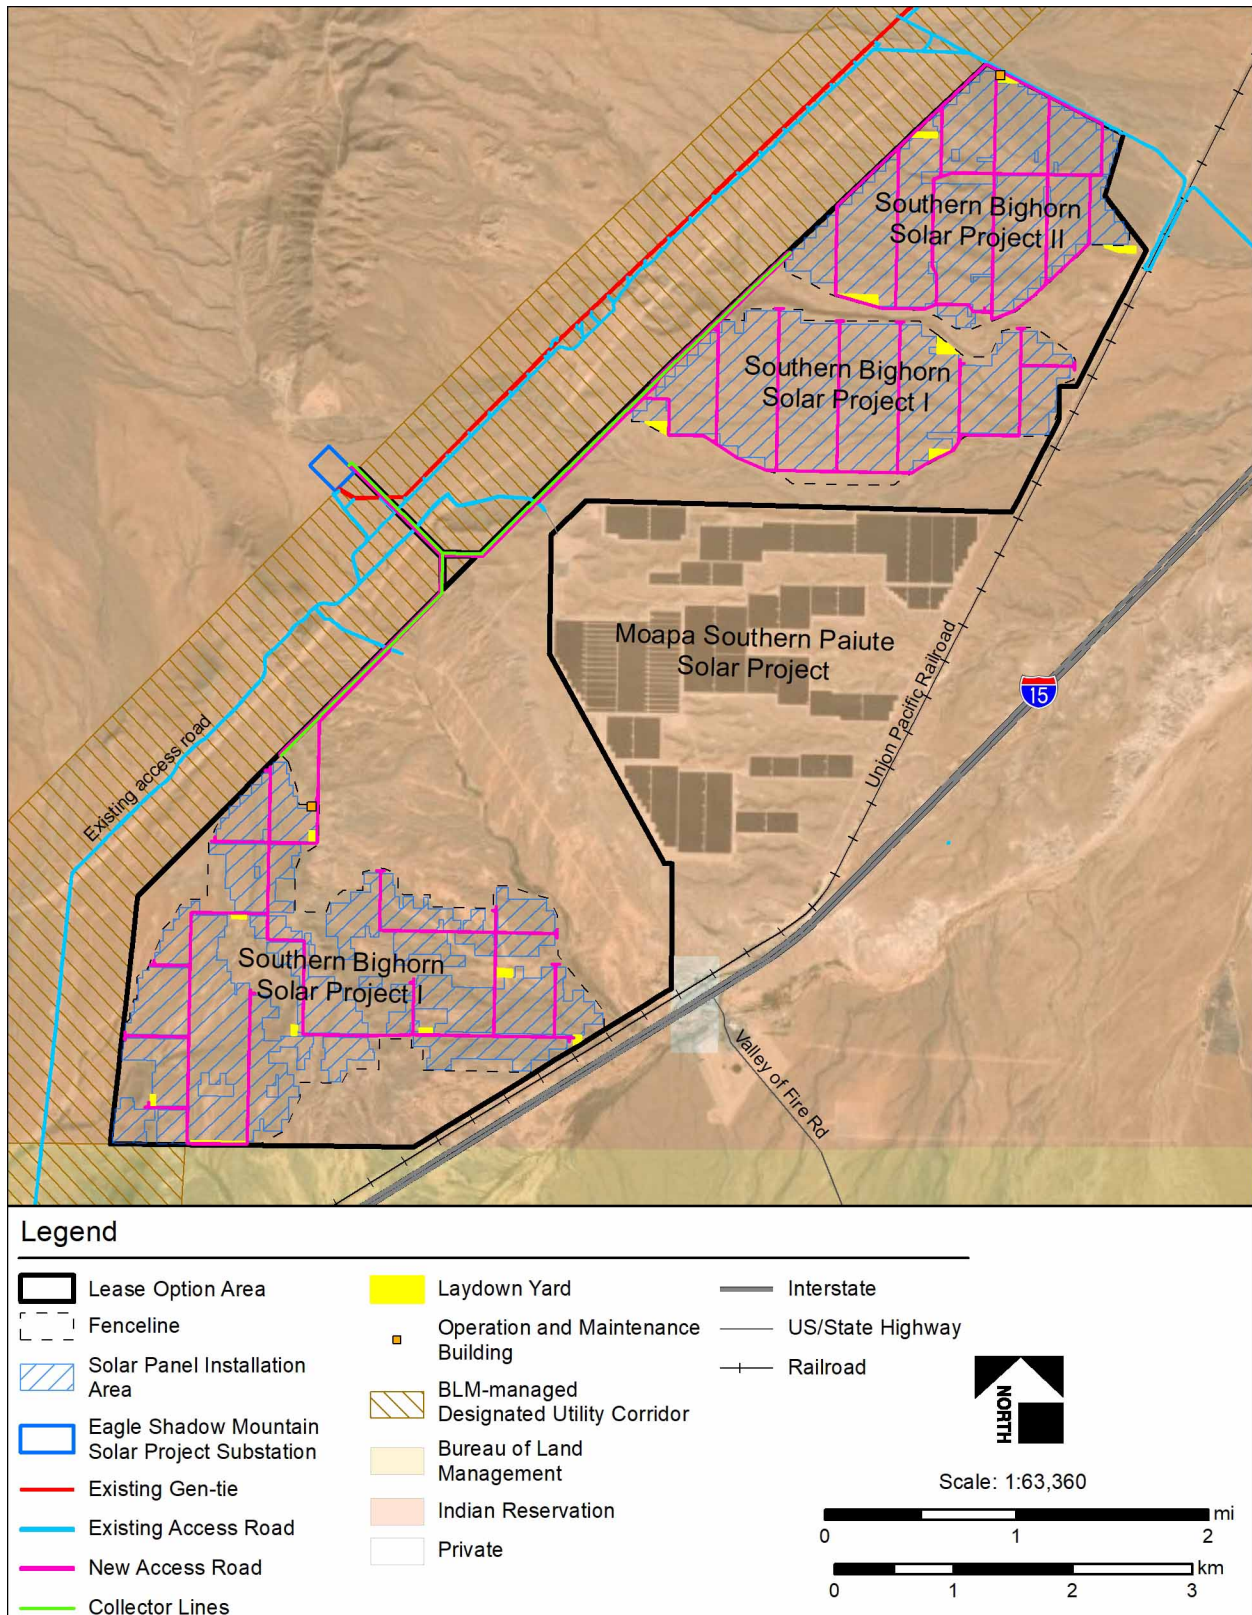 Southern Bighorn
Solar Project II
Southern Bighorn
Solar Project I
Moapa Southern Paiute
Solar Project
Union Pacific Railroad
15
Existing access road
Southern Bighorn
Solar Project I
Valley of Fire Rd
Legend
Lease Option Area
Fenceline
Solar Panel Installation
Area
Eagle Shadow Mountain
Solar Project Substation
Existing Gen-tie
Existing Access Road
New Access Road
Collector Lines
Laydown Yard
Operation and Maintenance
Building
BLM-managed
Designated Utility Corridor
Bureau of Land
Management
Indian Reservation
Private
Interstate
US/State Highway
Railroad
NORTH
Scale: 1:63,360
mi
0 1 2
km
0 1 2 3